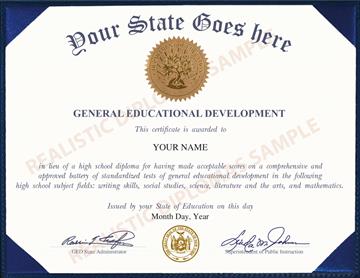 Your State Goes here
GENERAL EDUCATIONAL DEVELOPMENT
This certificate is awarded to
YOUR NAME
in lieu of a high school diploma for having made acceptable scores on a comprehensive and
approved battery of standardized tests of general educational development in the following
high school subject fields: writing skills, social studies, science, literature and the arts, and mathematics.
Issued by your State of Education on this day
Month Day, Year
GED State Administrator
Superintendent of Public Instruction
REALISTIC DIPLOMAS SAMPLE
REALISTIC DIPLOMAS SAMPLE